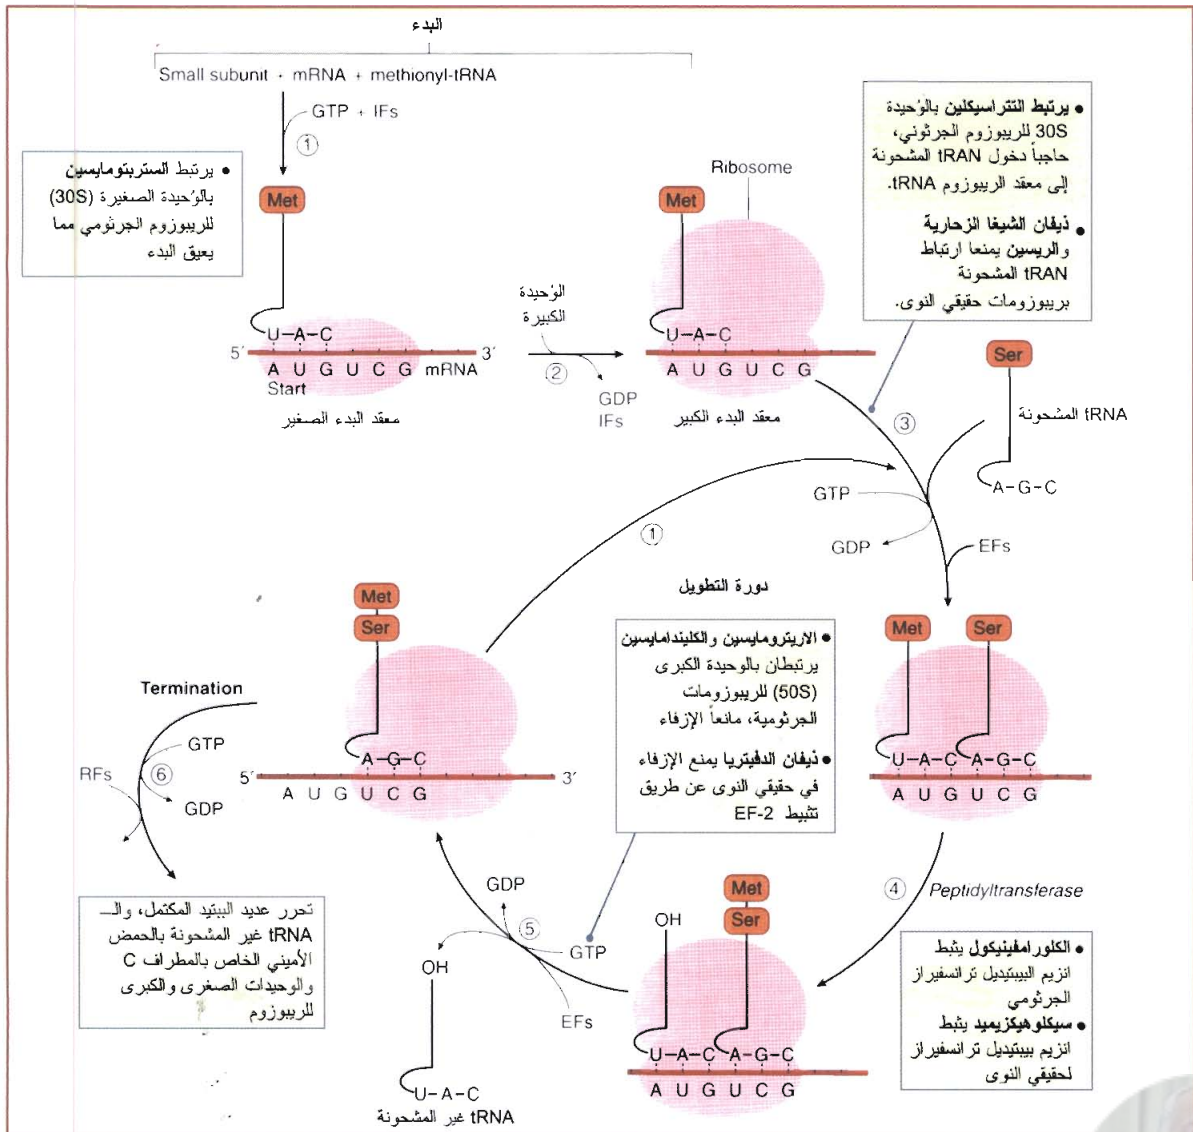 البدء
Small subunit + mRNA + methionyl-tRNA
GTP + IFs
①
• يرتبط الستربتومايسين
بالوُحيدة الصغيرة (30S)
للريبوزوم الجرثومي مما
يعيق البدء
Met
U-A-C
5´ 3´
A U G U C G mRNA
Start
معقد البدء الصغير
الوُحيدة
الكبيرة
②
GDP
IFs
Ribosome
Met
U-A-C
A U G U C G
معقد البدء الكبير
• يرتبط التتراسيكلين بالوُحيدة
30S للريبوزوم الجرثوني،
حاجباً دخول tRAN المشحونة
إلى معقد الريبوزوم tRNA.
• ذيفان الشيغا الزحارية
والريسين يمنعا ارتباط
tRAN المشحونة
بريبوزومات حقيقي النوى.
③
Ser
tRNA المشحونة
A-G-C
GTP
GDP
EFs
①
دورة التطويل
• الاريترومايسين والكليندامايسين
يرتبطان بالوحيدة الكبرى
(50S) للريبوزومات
الجرثومية، مانعاً الإزفاء
• ذيفان الدفيتريا يمنع الإزفاء
في حقيقي النوى عن طريق
تثبيط EF-2
Met Ser
U-A-C A-G-C
A U G U C G
④ Peptidyltransferase
• الكلورامفينيكول يثبط
انزيم البيبتيديل ترانسفيراز
الجرثومي
• سيكلوهيكزيميد يثبط
انزيم بيبتيديل ترانسفيراز
لحقيقي النوى
Met
Ser
OH
U-A-C A-G-C
A U G U C G
GDP
⑤
GTP
EFs
OH
U-A-C
tRNA غير المشحونة
Met
Ser
A-G-C
5´ 3´
A U G U C G
Termination
GTP
RFs ⑥
GDP
تحرر عديد الببتيد المكتمل، والـ
tRNA غير المشحونة بالحمض
الأميني الخاص بالمطراف C
والوحيدات الصغرى والكبرى
للريبوزوم